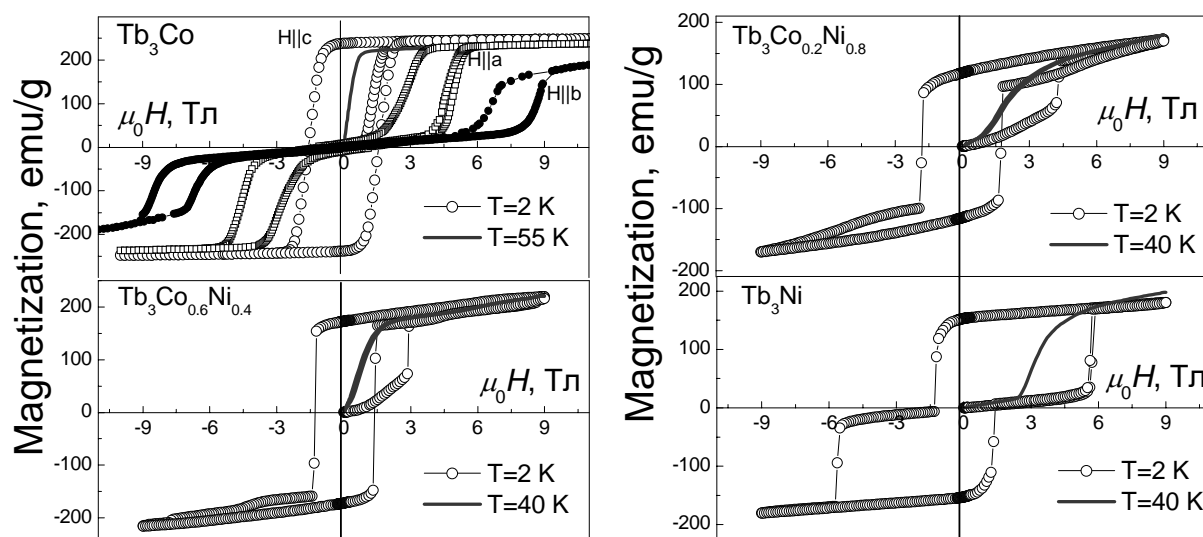 Magnetization, emu/g
Tb3Co
H||c
H||a
H||b
μ0H, Тл
200
100
0
-100
-200
-9
-6
-3
0
3
6
9
T=2 K
T=55 K
Tb3Co0.2Ni0.8
Magnetization, emu/g
μ0H, Тл
200
150
100
50
0
-50
-100
-150
-200
-9
-6
-3
0
3
6
9
T=2 K
T=40 K
Tb3Co0.6Ni0.4
μ0H, Тл
200
100
0
-100
-200
-9
-6
-3
0
3
6
9
T=2 K
T=40 K
Tb3Ni
μ0H, Тл
200
100
0
-100
-200
-9
-6
-3
0
3
6
9
T=2 K
T=40 K